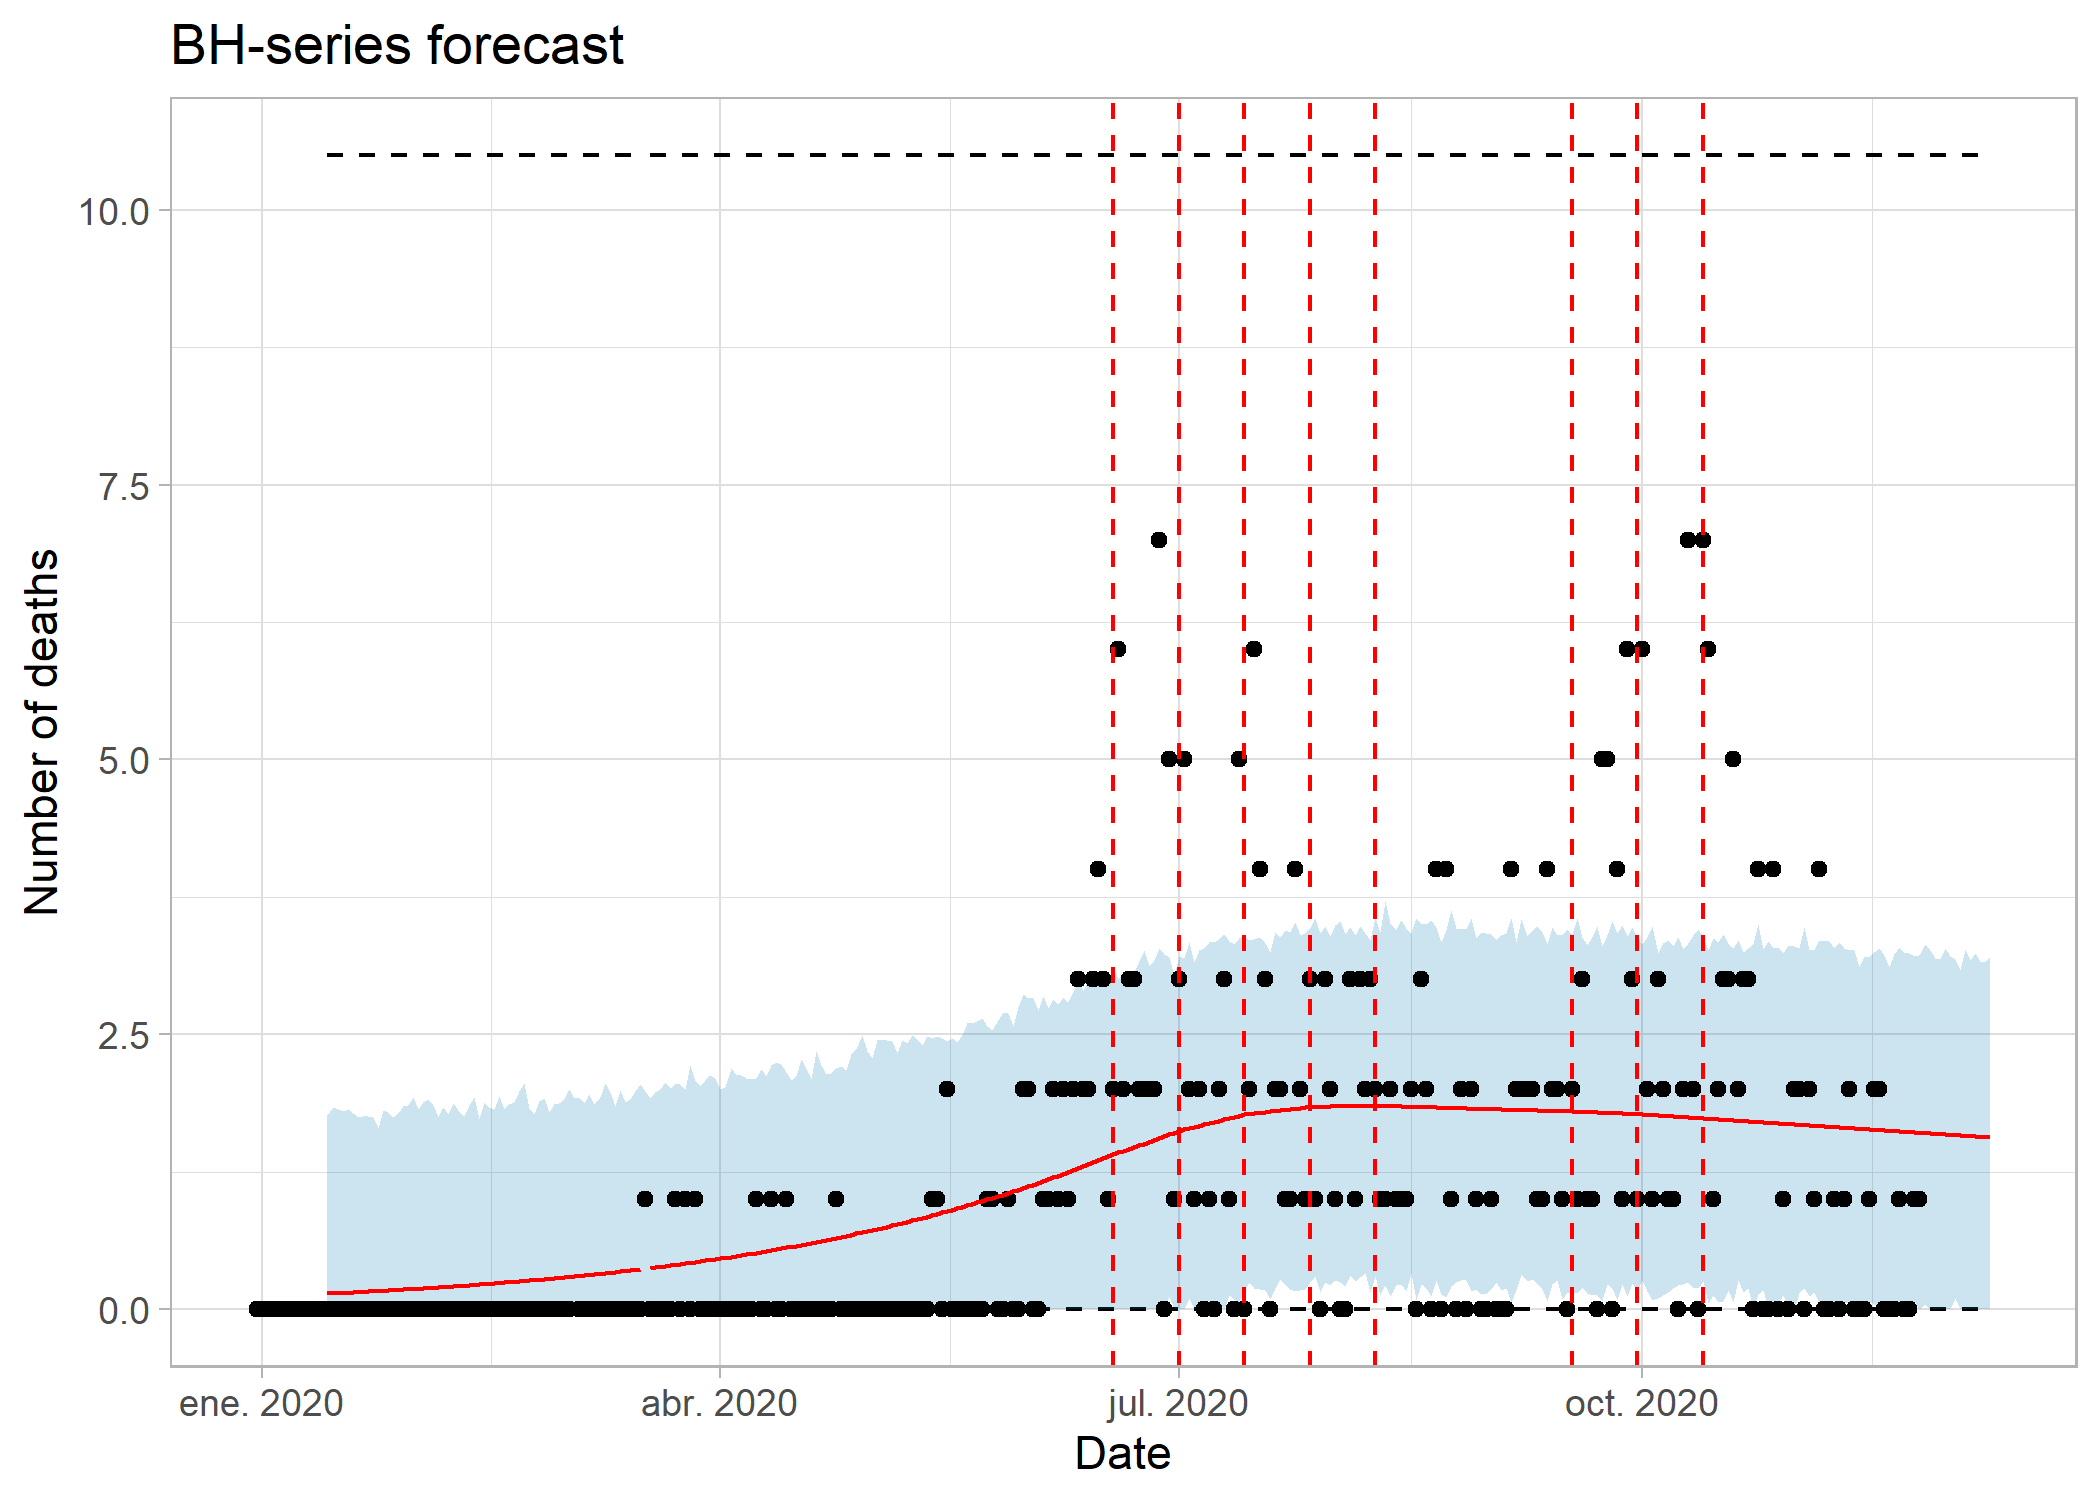 BH-series forecast
10.0
7.5
5.0
2.5
0.0
Number of deaths
ene. 2020
abr. 2020
jul. 2020
oct. 2020
Date